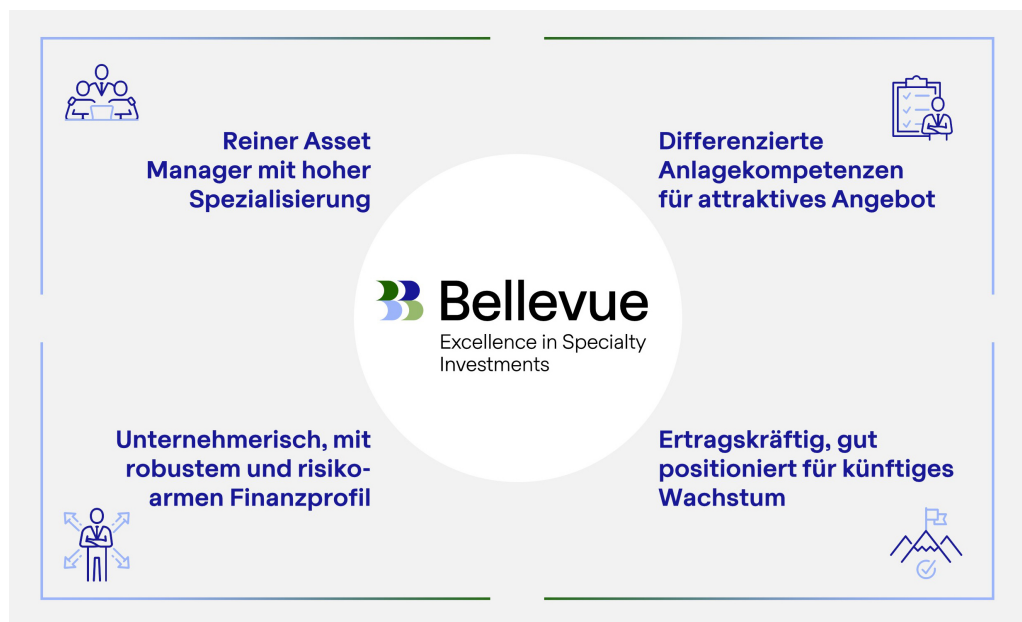 Reiner Asset
Manager mit hoher
Spezialisierung
Differenzierte
Anlagekompetenzen
für attraktives Angebot
Bellevue
Excellence in Specialty
Investments
Unternehmerisch, mit
robustem und risiko-
armen Finanzprofil
Ertragskräftig, gut
positioniert für künftiges
Wachstum